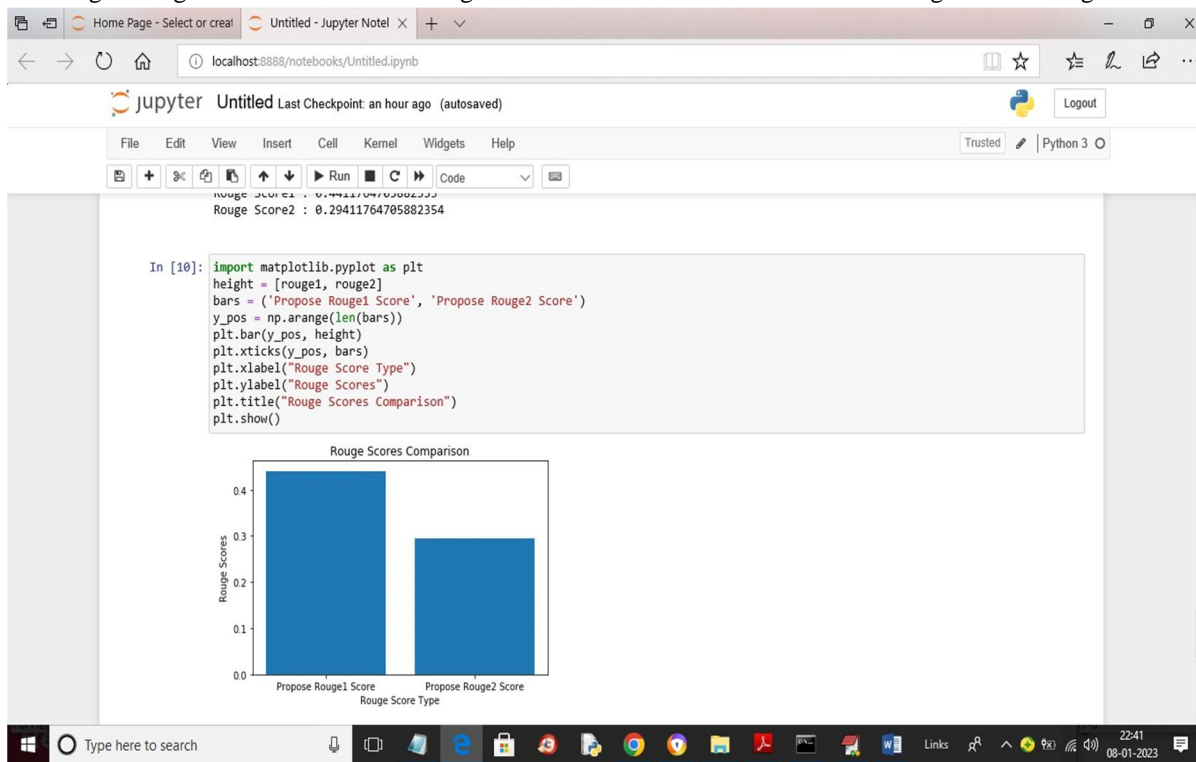 Home Page - Select or creat
Untitled - Jupyter Notel
localhost:8888/notebooks/Untitled.ipynb
jupyter Untitled Last Checkpoint: an hour ago (autosaved)
Logout
File Edit View Insert Cell Kernel Widgets Help
Trusted
Python 3
Run
Code
Rouge Score2 : 0.29411764705882354
In [10]: import matplotlib.pyplot as plt
height = [rouge1, rouge2]
bars = ('Propose Rouge1 Score', 'Propose Rouge2 Score')
y_pos = np.arange(len(bars))
plt.bar(y_pos, height)
plt.xticks(y_pos, bars)
plt.xlabel("Rouge Score Type")
plt.ylabel("Rouge Scores")
plt.title("Rouge Scores Comparison")
plt.show()
Rouge Scores Comparison
Rouge Scores
0.4
0.3
0.2
0.1
0.0
Propose Rouge1 Score Propose Rouge2 Score
Rouge Score Type
Type here to search
Links
22:41
08-01-2023